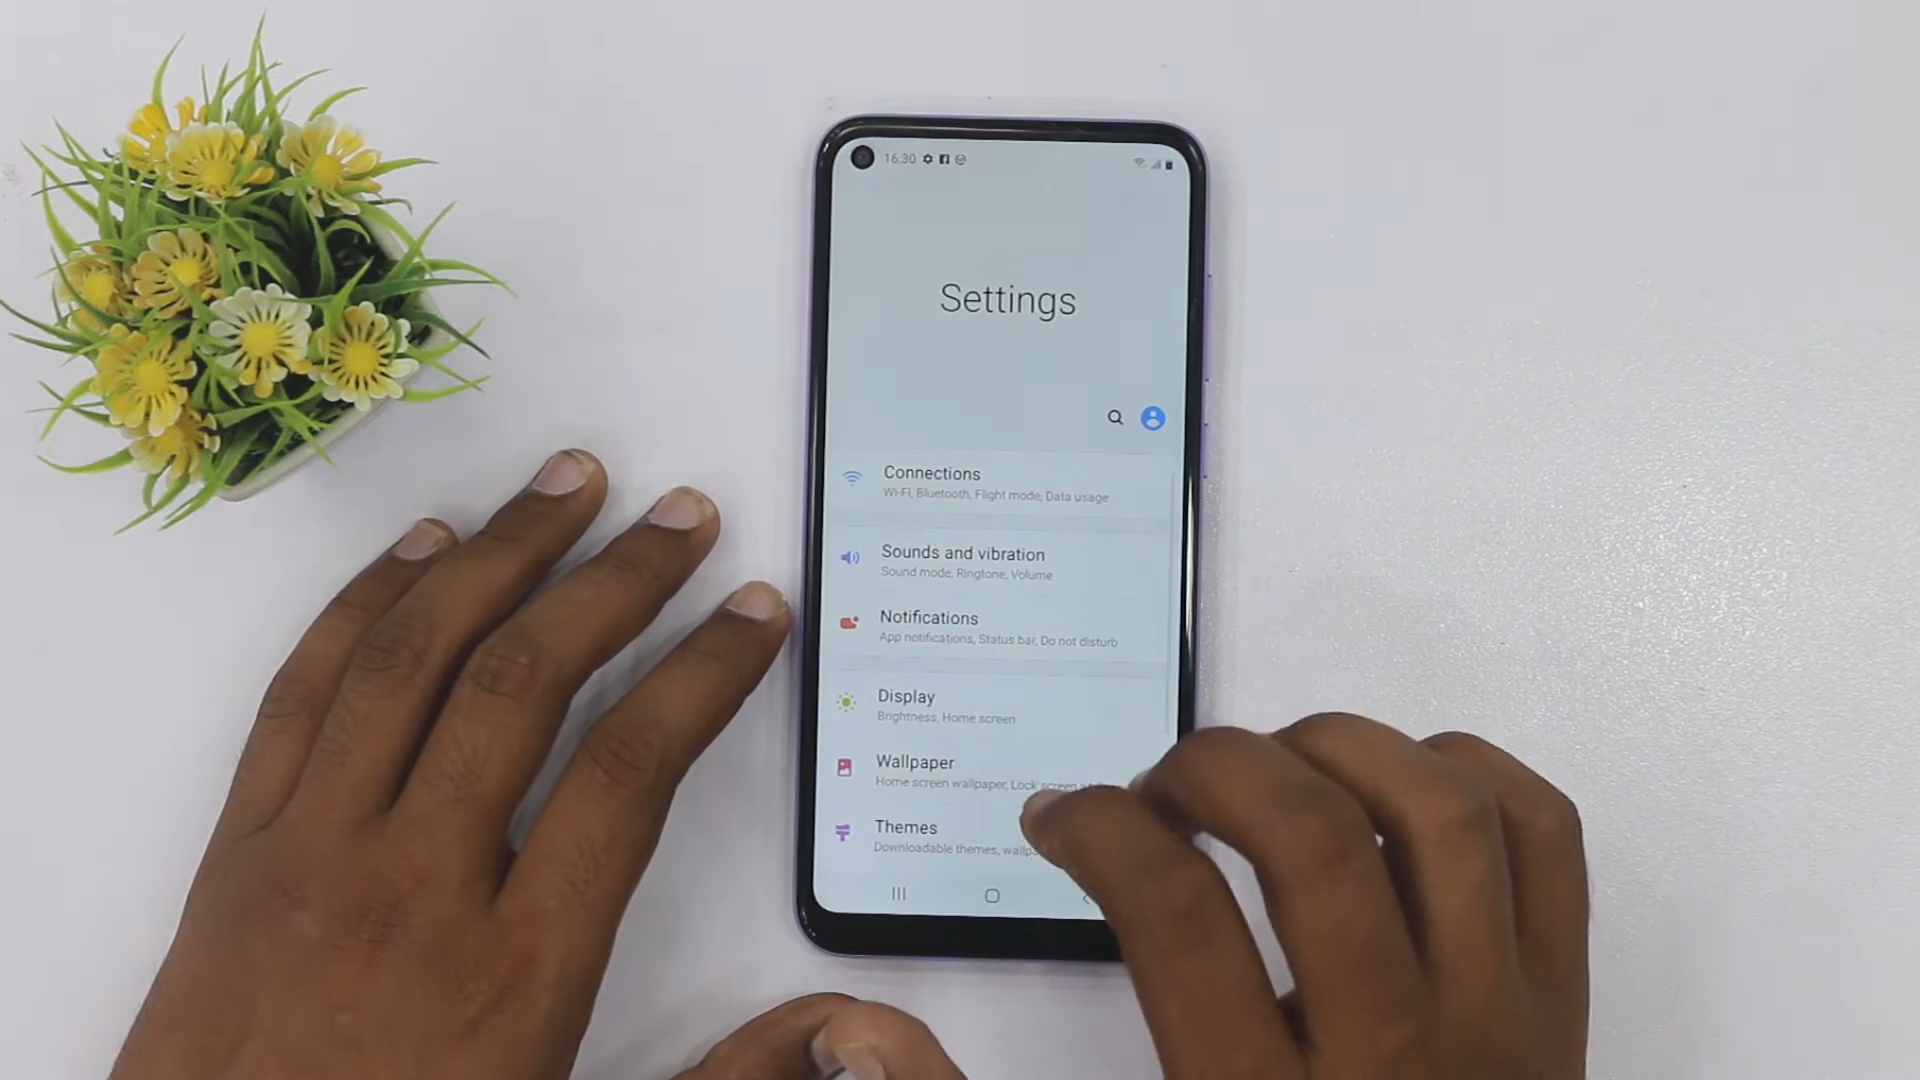 16:30
Settings
Connections
Wi-Fi, Bluetooth, Flight mode, Data usage
Sounds and vibration
Sound mode, Ringtone, Volume
Notifications
App notifications, Status bar, Do not disturb
Display
Brightness, Home screen
Wallpaper
Home screen wallpaper, Lock screen
Themes
Downloadable themes,